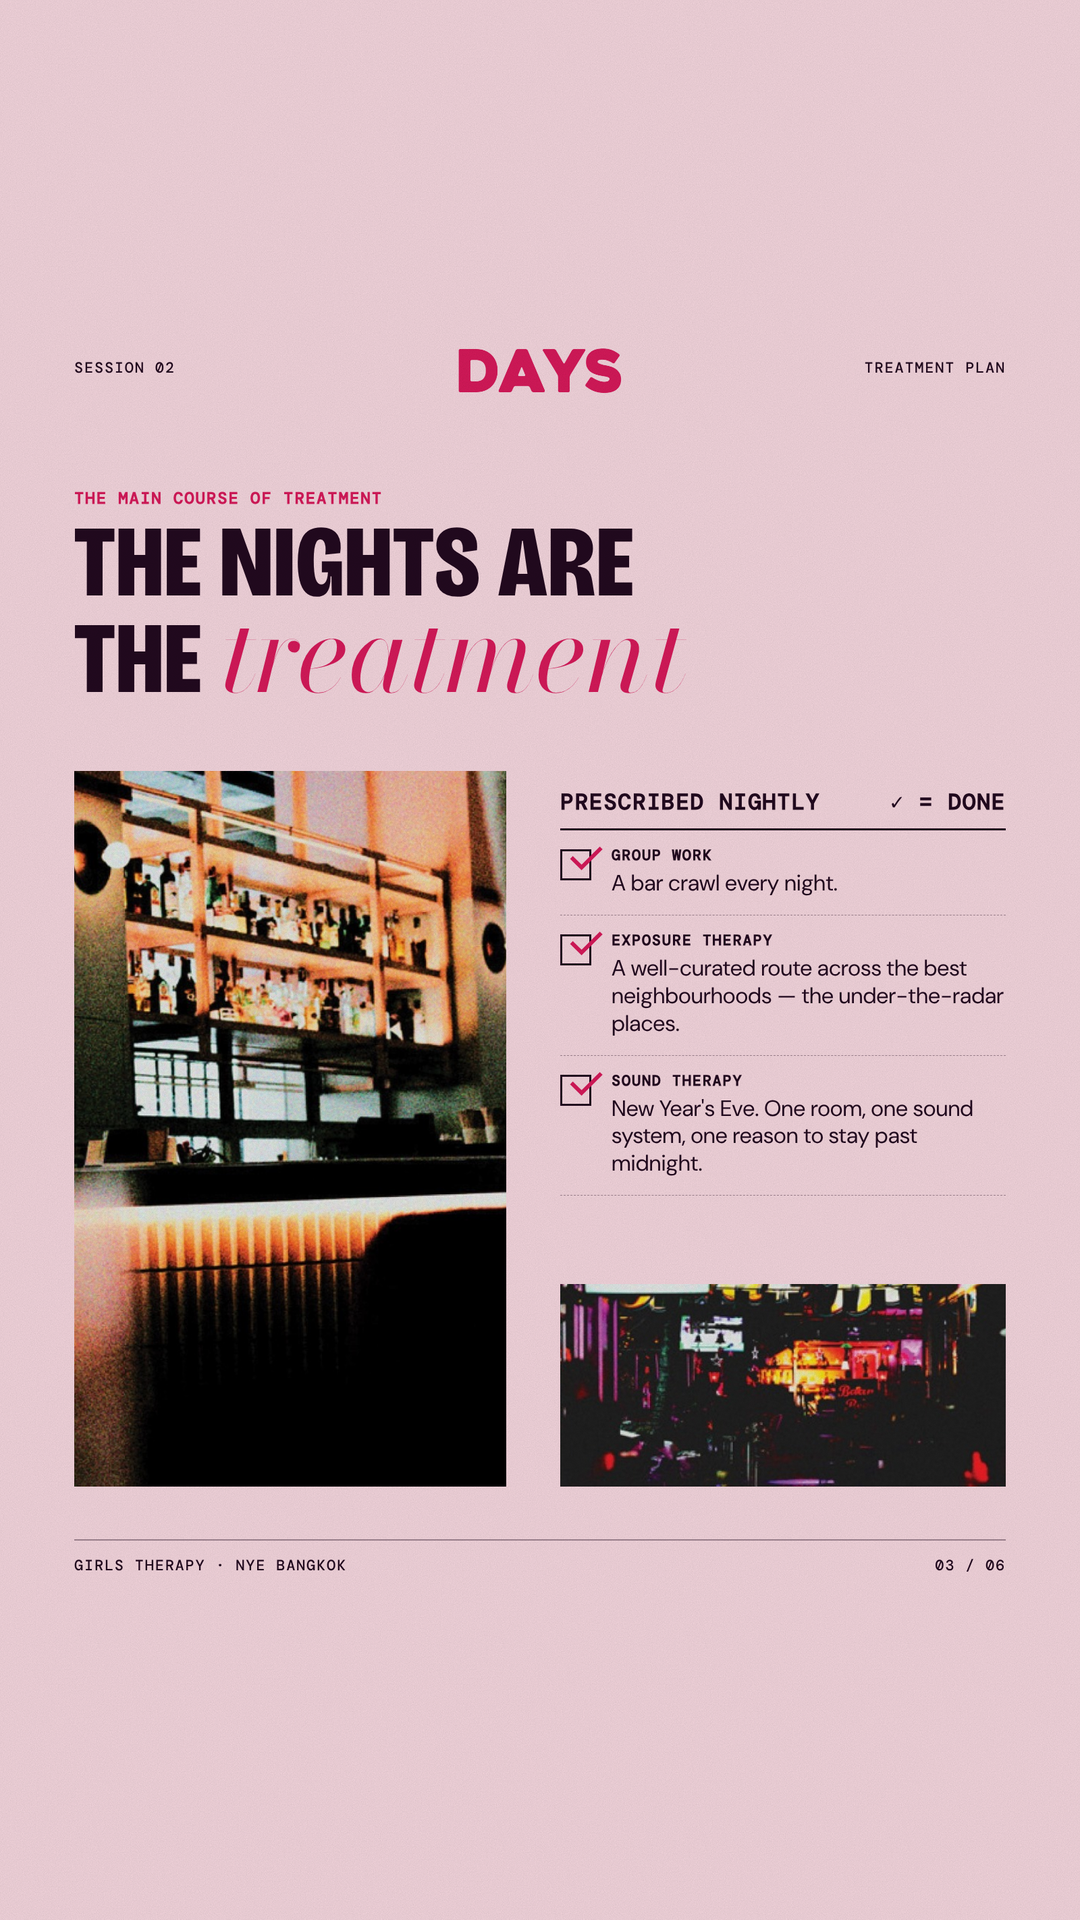 SESSION 02
DAYS
TREATMENT PLAN
THE MAIN COURSE OF TREATMENT
THE NIGHTS ARE
THE treatment
PRESCRIBED NIGHTLY ✓ = DONE
GROUP WORK
A bar crawl every night.
EXPOSURE THERAPY
A well-curated route across the best
neighbourhoods — the under-the-radar
places.
SOUND THERAPY
New Year's Eve. One room, one sound
system, one reason to stay past
midnight.
GIRLS THERAPY · NYE BANGKOK
03 / 06